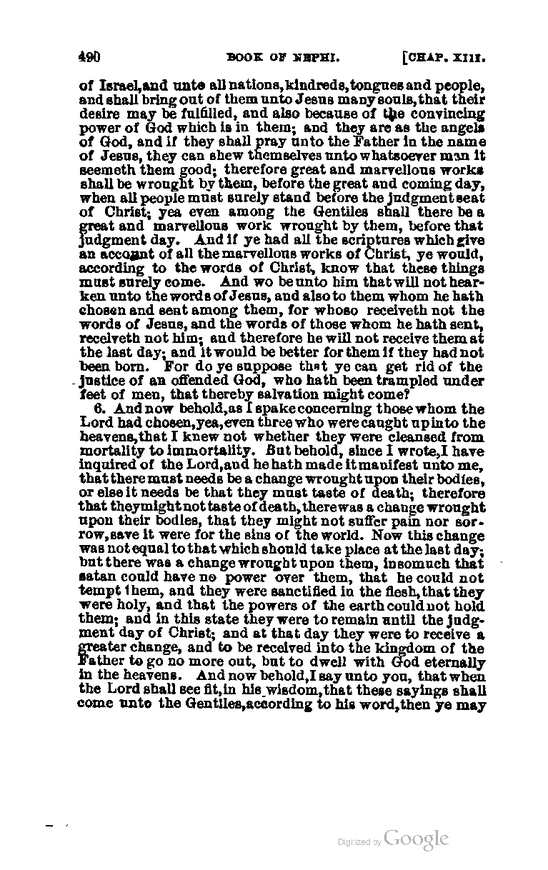 490 BOOK OF NEPHI. [CHAP. XIII.
of Israel, and unto all nations, kindreds, tongues and people,
and shall bring out of them unto Jesus many souls, that their
desire may be fulfilled, and also because of the convincing
power of God which is in them; and they are as the angels
of God, and if they shall pray unto the Father in the name
of Jesus, they can shew themselves unto whatsoever man it
seemeth them good; therefore great and marvellous works
shall be wrought by them, before the great and coming day,
when all people must surely stand before the judgment seat
of Christ; yea even among the Gentiles shall there be a
great and marvellous work wrought by them, before that
judgment day. And if ye had all the scriptures which give
an account of all the marvellous works of Christ, ye would,
according to the words of Christ, know that these things
must surely come. And wo be unto him that will not hear-
ken unto the words of Jesus, and also to them whom he hath
chosen and sent among them, for whoso receiveth not the
words of Jesus, and the words of those whom he hath sent,
receiveth not him; and therefore he will not receive them at
the last day; and it would be better for them if they had not
been born. For do ye suppose that ye can get rid of the
justice of an offended God, who hath been trampled under
feet of men, that thereby salvation might come?
6. And now behold, as I spake concerning those whom the
Lord had chosen, yea, even three who were caught up into the
heavens, that I knew not whether they were cleansed from
mortality to immortality. But behold, since I wrote, I have
inquired of the Lord, and he hath made it manifest unto me,
that there must needs be a change wrought upon their bodies,
or else it needs be that they must taste of death; therefore
that they might not taste of death, there was a change wrought
upon their bodies, that they might not suffer pain nor sor-
row, save it were for the sins of the world. Now this change
was not equal to that which should take place at the last day;
but there was a change wrought upon them, insomuch that
satan could have no power over them, that he could not
tempt them, and they were sanctified in the flesh, that they
were holy, and that the powers of the earth could not hold
them; and in this state they were to remain until the judg-
ment day of Christ; and at that day they were to receive a
greater change, and to be received into the kingdom of the
Father to go no more out, but to dwell with God eternally
in the heavens. And now behold, I say unto you, that when
the Lord shall see fit, in his wisdom, that these sayings shall
come unto the Gentiles, according to his word, then ye may
Digitized by Google